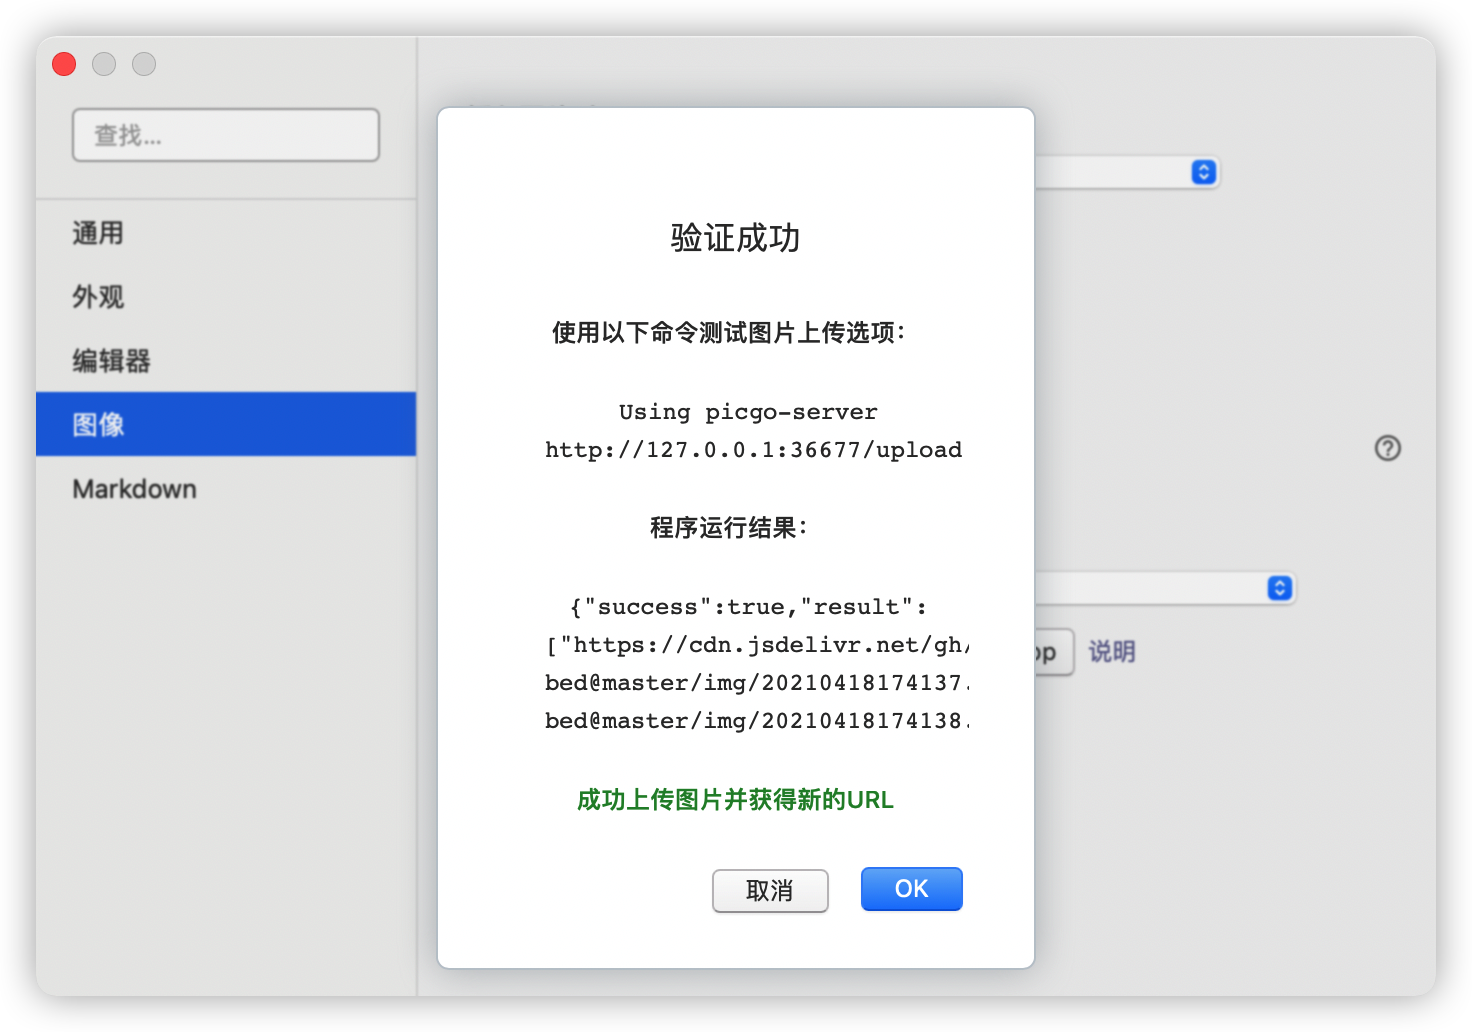 查找...
通用
外观
编辑器
图像
Markdown
验证成功
使用以下命令测试图片上传选项：
Using picgo-server
http://127.0.0.1:36677/upload
程序运行结果：
{"success":true,"result":
["https://cdn.jsdelivr.net/gh/
bed@master/img/20210418174137.
bed@master/img/20210418174138.
成功上传图片并获得新的URL
取消
OK
说明